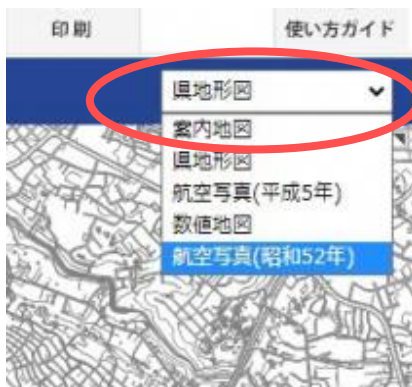 印刷
使い方ガイド
県地形図
案内地図
県地形図
航空写真(平成5年)
数値地図
航空写真(昭和52年)